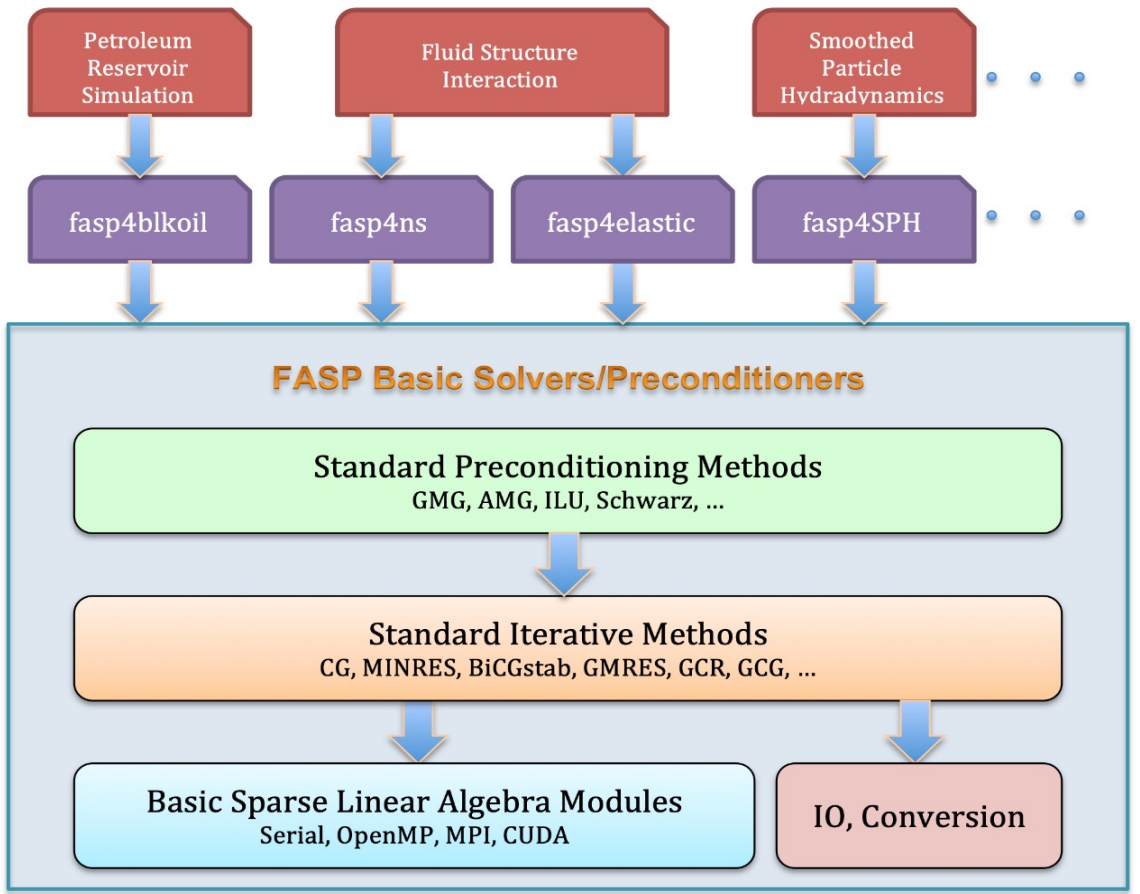 Petroleum
Reservoir
Simulation
Fluid Structure
Interaction
Smoothed
Particle
Hydradynamics
fasp4blkoil
fasp4ns
fasp4elastic
fasp4SPH
FASP Basic Solvers/Preconditioners
Standard Preconditioning Methods
GMG, AMG, ILU, Schwarz, ...
Standard Iterative Methods
CG, MINRES, BiCGstab, GMRES, GCR, GCG, ...
Basic Sparse Linear Algebra Modules
Serial, OpenMP, MPI, CUDA
IO, Conversion